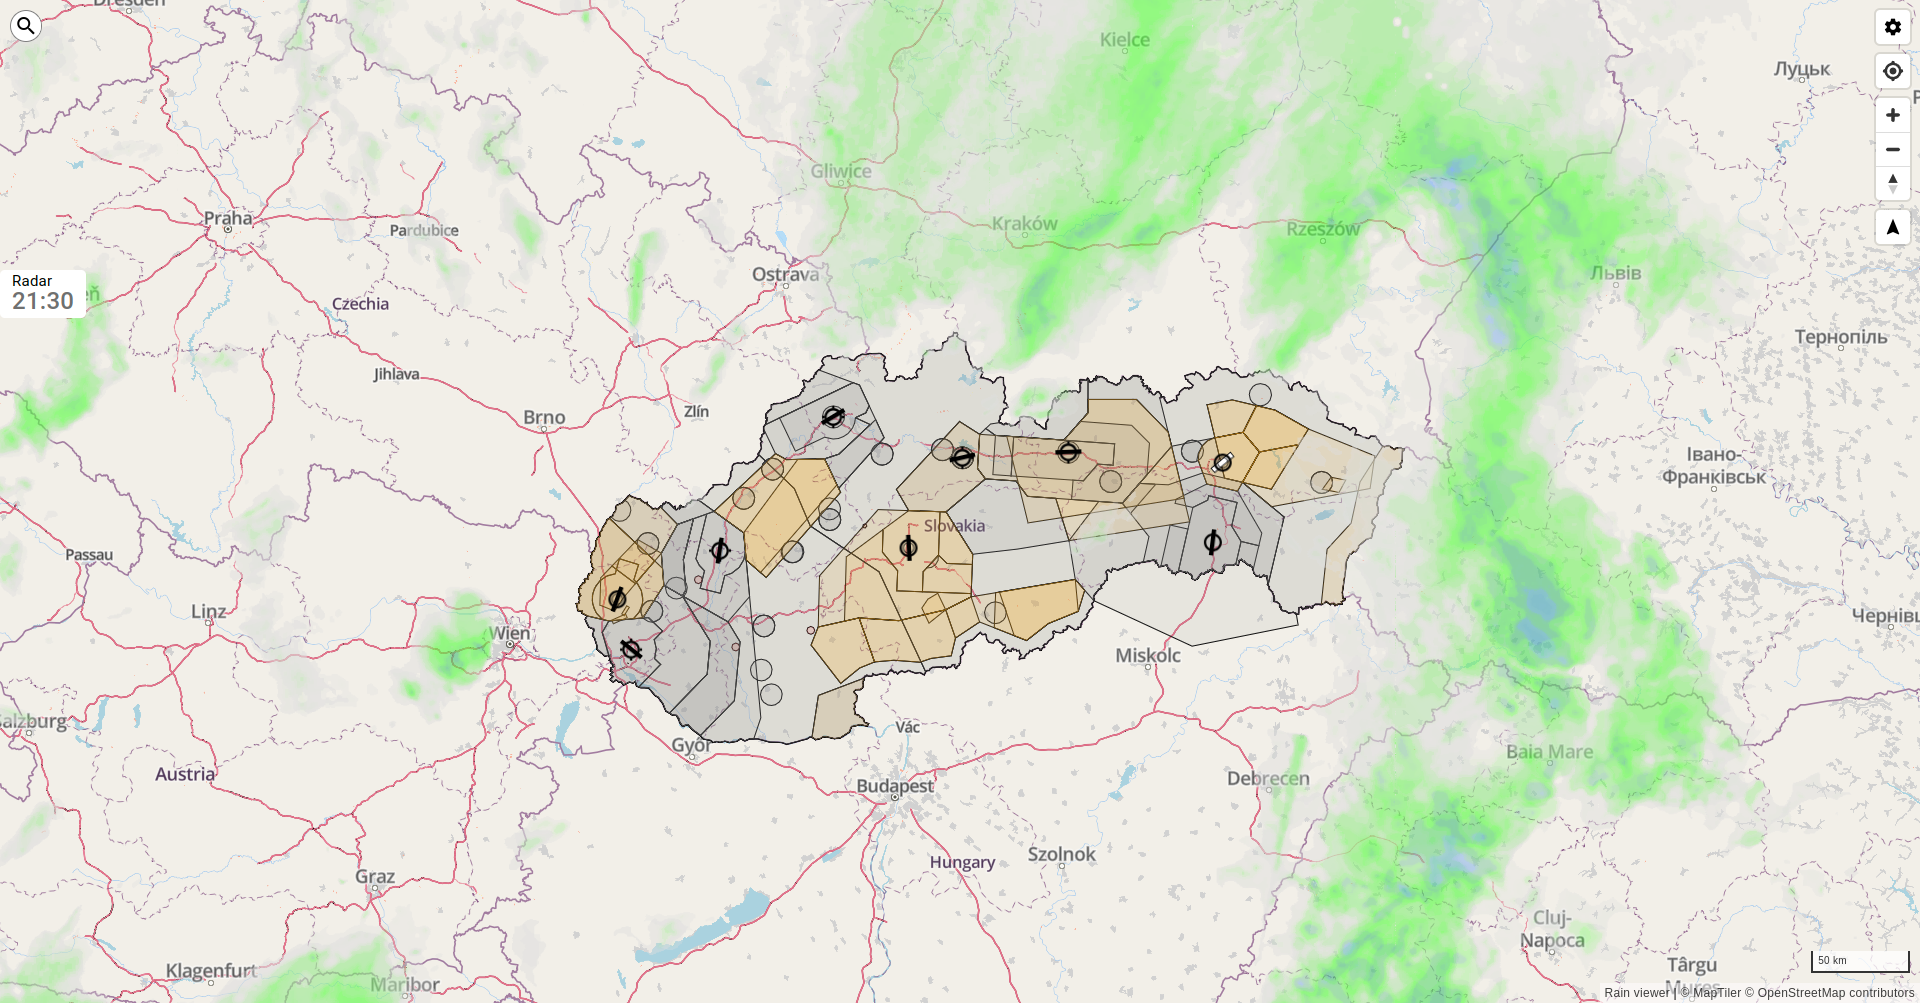 Dresden
Kielce
Луцьк
Gliwice
Praha
Pardubice
Kraków
Rzeszów
Ostrava
Львів
Radar
21:30
Czechia
Тернопіль
Jihlava
Zlín
Brno
Івано-
Франківськ
Slovakia
Passau
Linz
Wien
Miskolc
Salzburg
Győr
Vác
Baia Mare
Austria
Budapest
Debrecen
Hungary
Solnok
Graz
Cluj-
Napoca
Klagenfurt
Maribor
50 km
Târgu
Mureș
Rain viewer | © MapTiler © OpenStreetMap contributors